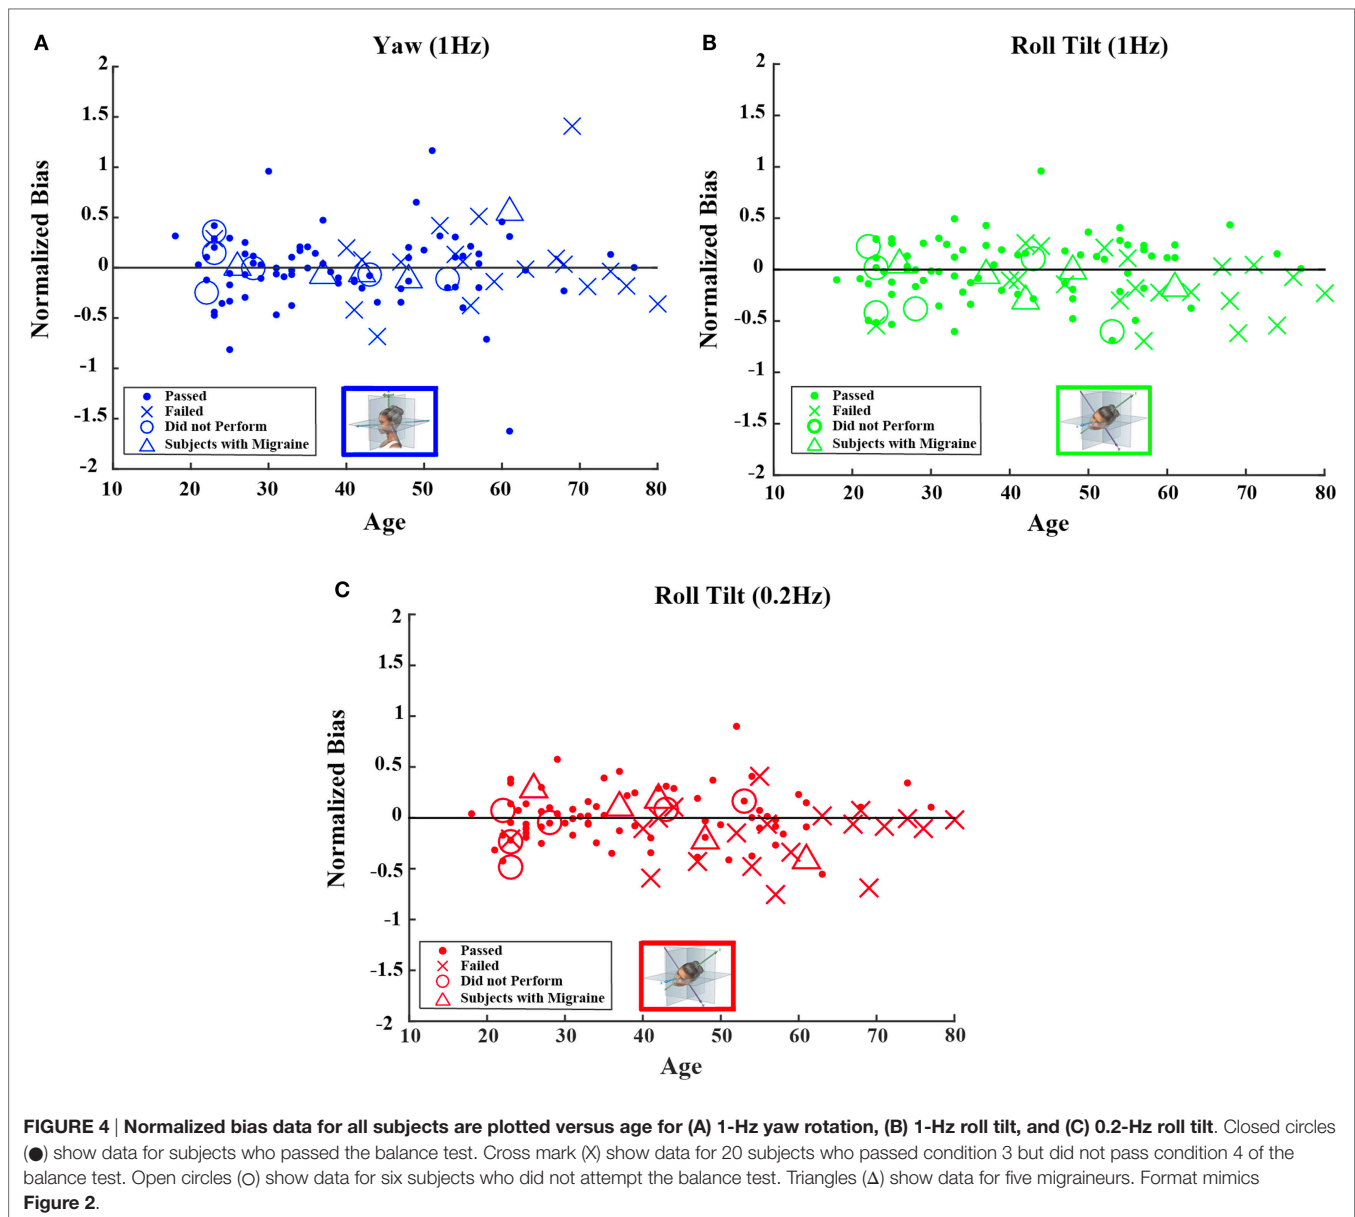 A
Yaw (1Hz)
2
1.5
1
0.5
0
-0.5
-1
-1.5
-2
Normalized Bias
Passed
Failed
Did not Perform
Subjects with Migraine
10 20 30 40 50 60 70 80
Age
B
Roll Tilt (1Hz)
2
1.5
1
0.5
0
-0.5
-1
-1.5
-2
Normalized Bias
Passed
Failed
Did not Perform
Subjects with Migraine
10 20 30 40 50 60 70 80
Age
C
Roll Tilt (0.2Hz)
2
1.5
1
0.5
0
-0.5
-1
-1.5
-2
Normalized Bias
Passed
Failed
Did not Perform
Subjects with Migraine
10 20 30 40 50 60 70 80
Age
FIGURE 4 | Normalized bias data for all subjects are plotted versus age for (A) 1-Hz yaw rotation, (B) 1-Hz roll tilt, and (C) 0.2-Hz roll tilt. Closed circles
(●) show data for subjects who passed the balance test. Cross mark (X) show data for 20 subjects who passed condition 3 but did not pass condition 4 of the
balance test. Open circles (○) show data for six subjects who did not attempt the balance test. Triangles (Δ) show data for five migraineurs. Format mimics
Figure 2.